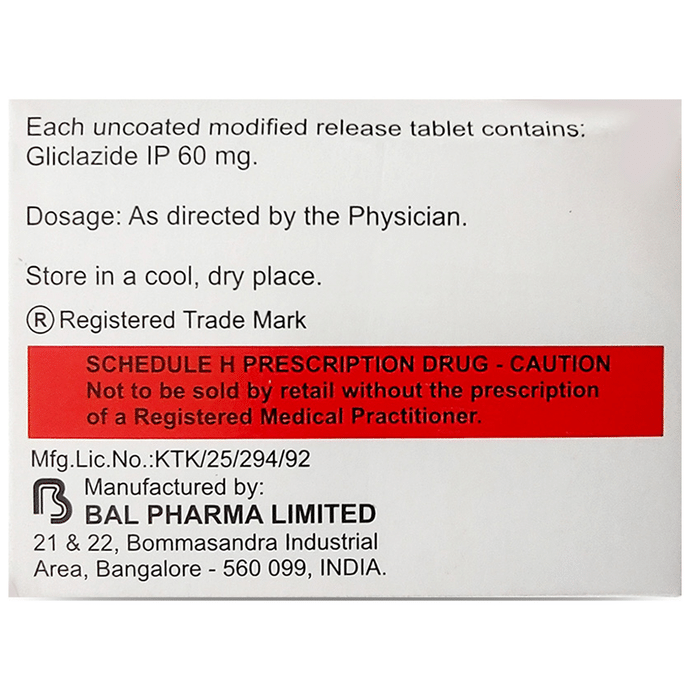 Each uncoated modified release tablet contains:
Gliclazide IP 60 mg.
Dosage: As directed by the Physician.
Store in a cool, dry place.
® Registered Trade Mark
SCHEDULE H PRESCRIPTION DRUG - CAUTION
Not to be sold by retail without the prescription
of a Registered Medical Practitioner.
Mfg.Lic.No.:KTK/25/294/92
Manufactured by:
BAL PHARMA LIMITED
21 & 22, Bommasandra Industrial
Area, Bangalore - 560 099, INDIA.